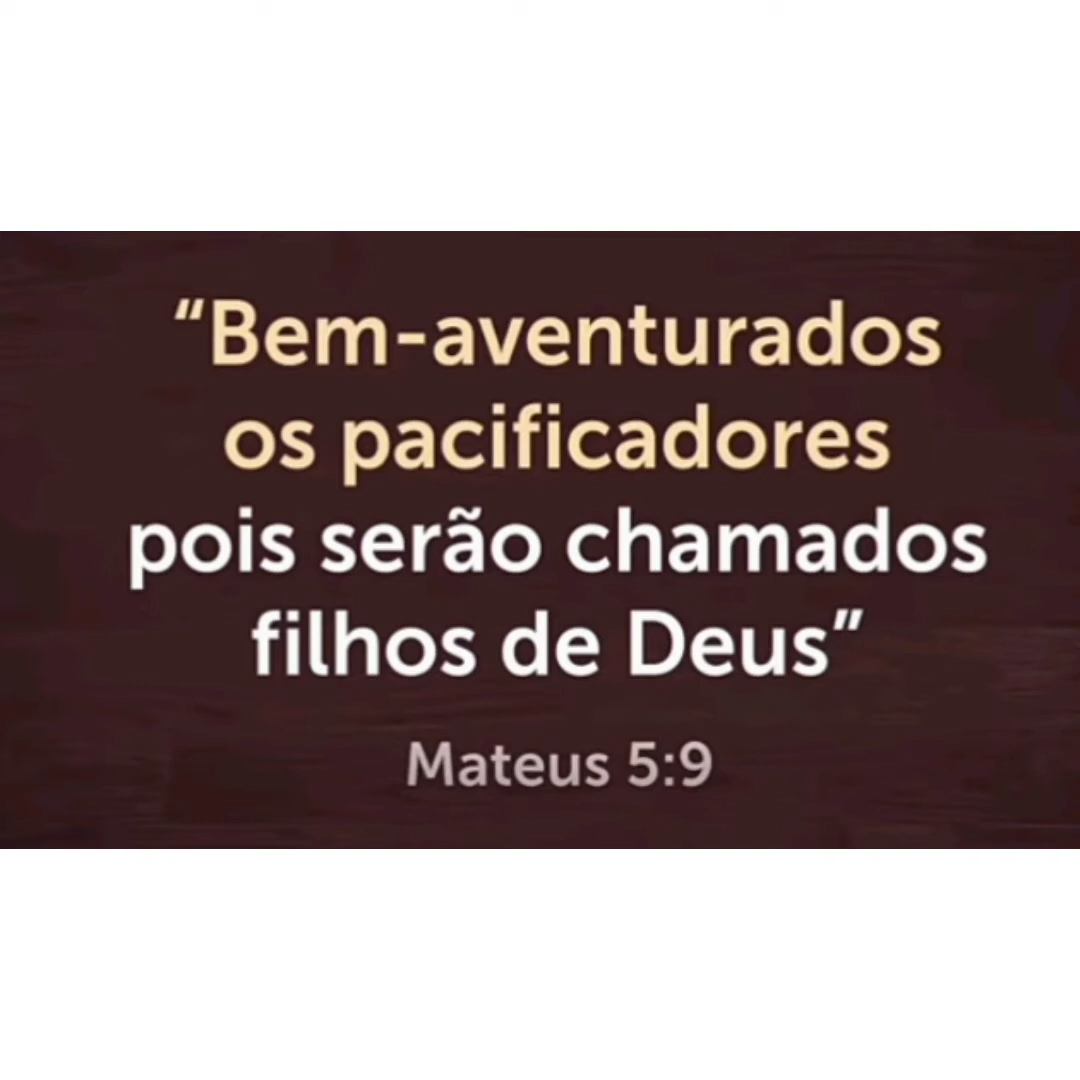 “Bem-aventurados
os pacificadores
pois serão chamados
filhos de Deus”
Mateus 5:9